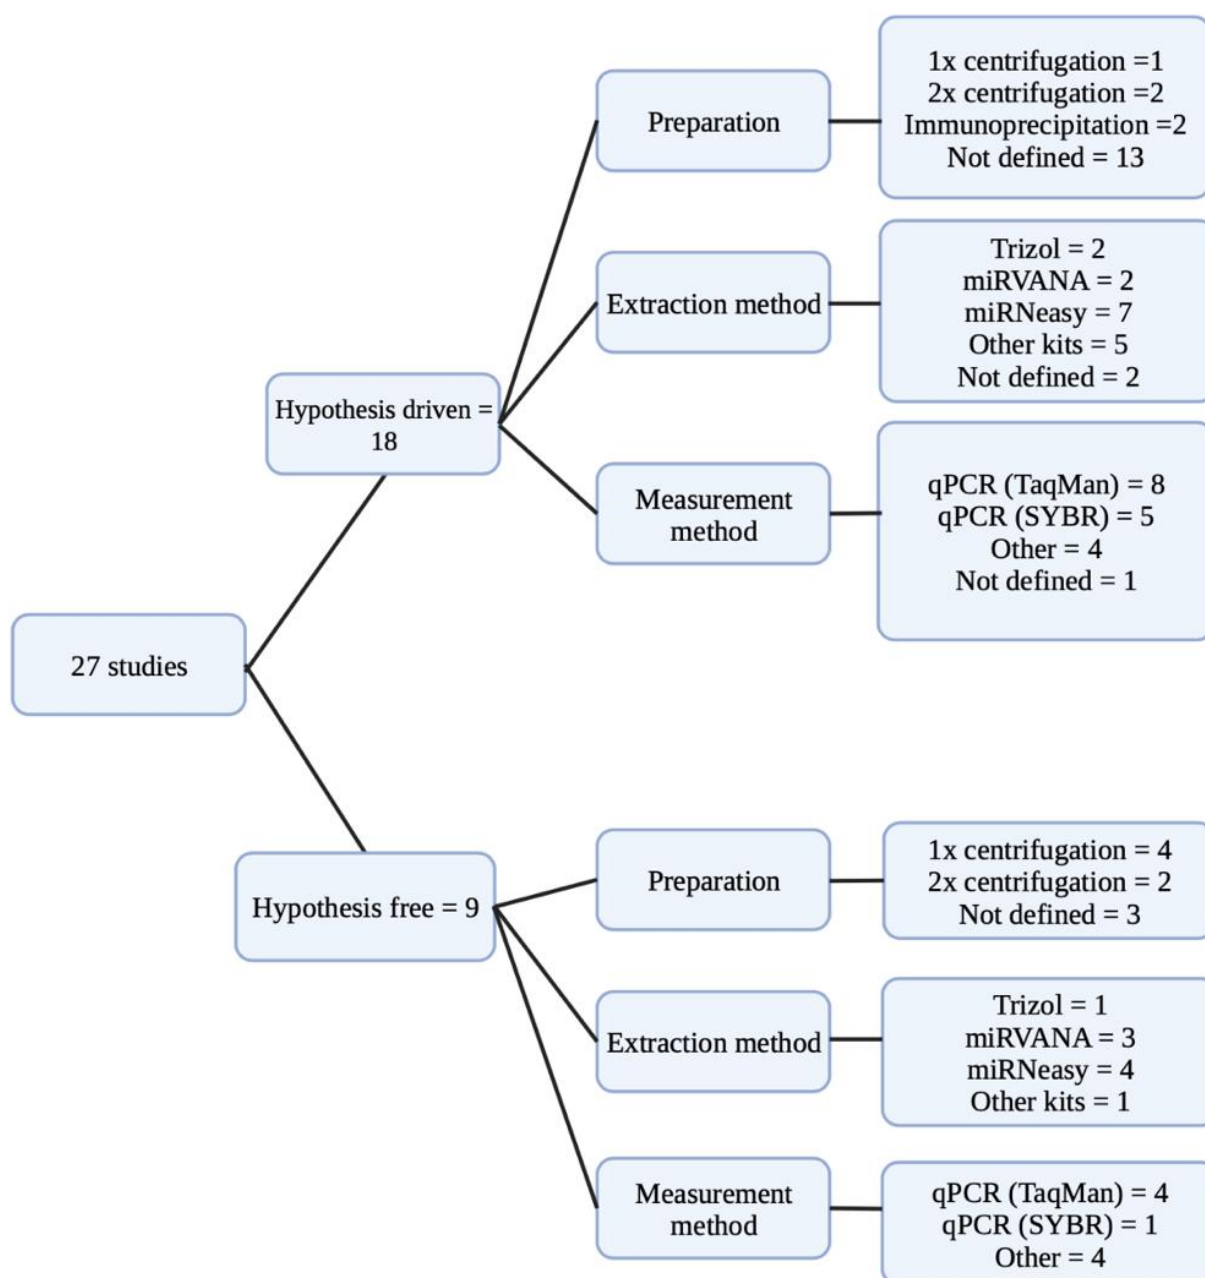 27 studies
Hypothesis driven =
18
Preparation
1x centrifugation =1
2x centrifugation =2
Immunoprecipitation =2
Not defined = 13
Extraction method
Trizol = 2
miRVANA = 2
miRNeasy = 7
Other kits = 5
Not defined = 2
Measurement
method
qPCR (TaqMan) = 8
qPCR (SYBR) = 5
Other = 4
Not defined = 1
Hypothesis free = 9
Preparation
1x centrifugation = 4
2x centrifugation = 2
Not defined = 3
Extraction method
Trizol = 1
miRVANA = 3
miRNeasy = 4
Other kits = 1
Measurement
method
qPCR (TaqMan) = 4
qPCR (SYBR) = 1
Other = 4